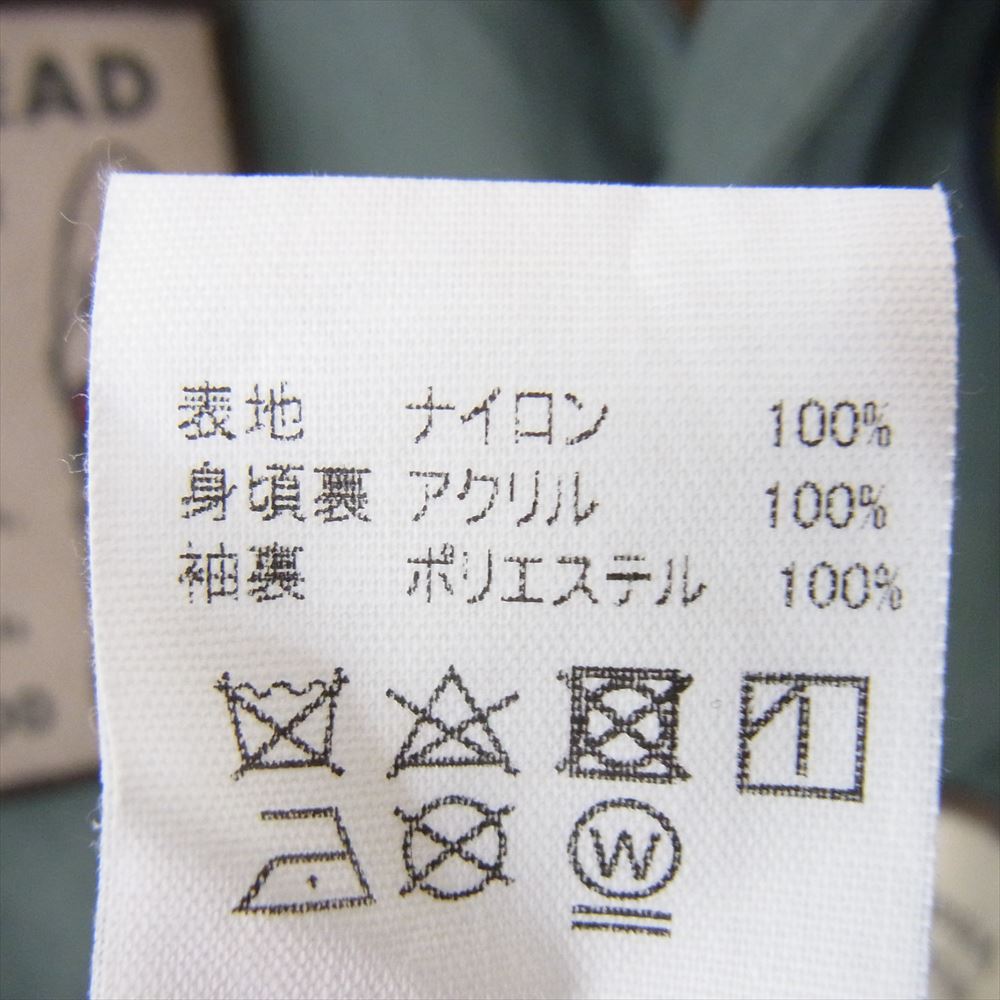 EAD
表地 ナイロン 100%
身頃裏 アクリル 100%
袖裏 ポリエステル 100%
W